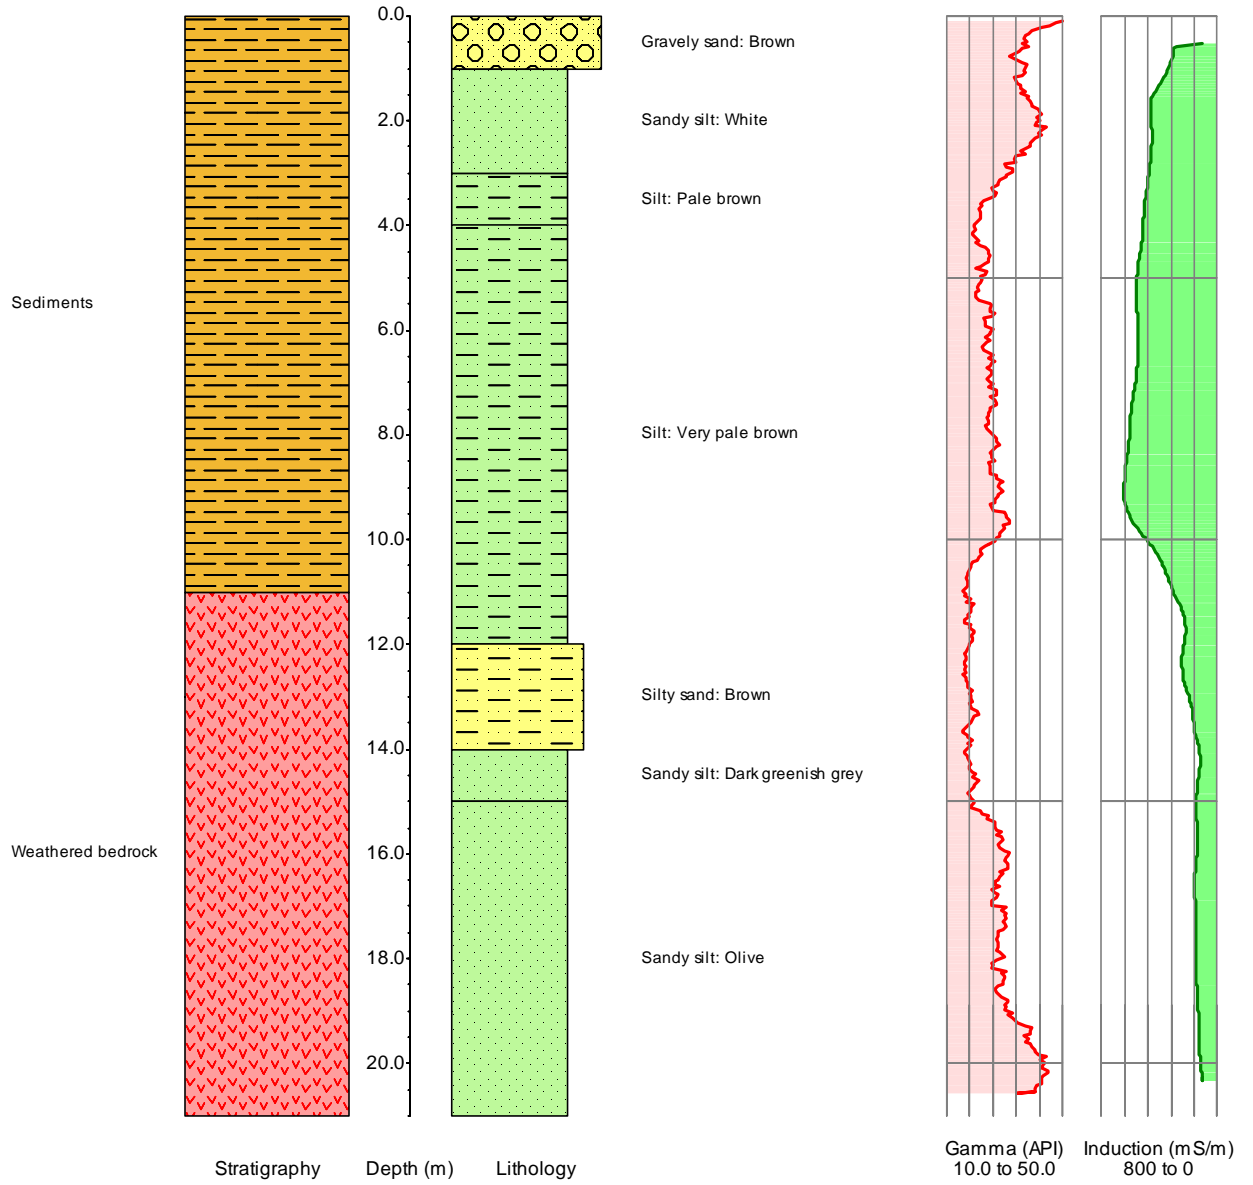 0.0
Gravely sand: Brown
2.0
Sandy silt: White
Silt: Pale brown
4.0
Sediments
6.0
8.0
Silt: Very pale brown
10.0
12.0
Silty sand: Brown
14.0
Sandy silt: Dark greenish grey
Weathered bedrock
16.0
18.0
Sandy silt: Olive
20.0
Stratigraphy
Depth (m)
Lithology
Gamma (API)
10.0 to 50.0
Induction (mS/m)
800 to 0